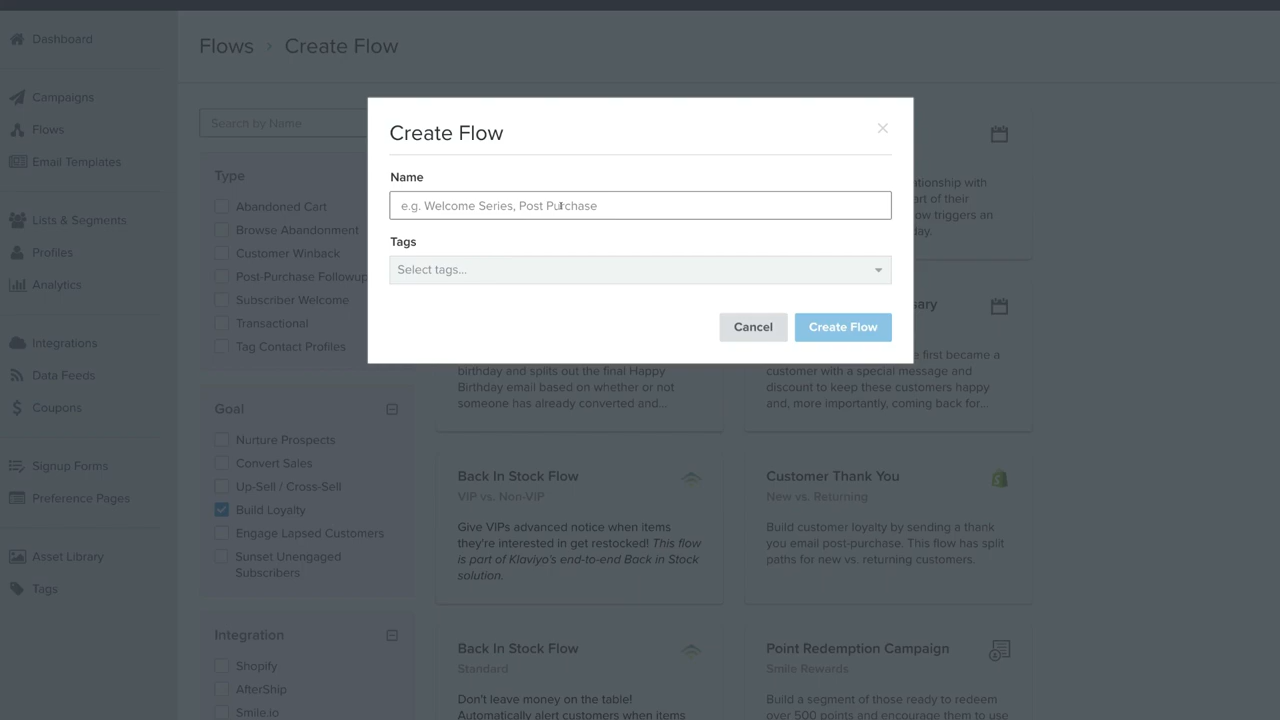 Dashboard
Campaigns
Flows
Email Templates
Lists & Segments
Profiles
Analytics
Integrations
Data Feeds
Coupons
Signup Forms
Preference Pages
Asset Library
Tags
Flows › Create Flow
Search by Name
Type
Abandoned Cart
Browse Abandonment
Customer Winback
Post-Purchase Followup
Subscriber Welcome
Transactional
Tag Contact Profiles
Goal
Nurture Prospects
Convert Sales
Up-Sell / Cross-Sell
Build Loyalty
Engage Lapsed Customers
Sunset Unengaged
Subscribers
Integration
Shopify
AfterShip
Smile.io
Create Flow
Name
e.g. Welcome Series, Post Purchase
Tags
Select tags...
Cancel
Create Flow
birthday and splits out the final Happy
Birthday email based on whether or not
someone has already converted and...
first became a
customer with a special message and
discount to keep these customers happy
and, more importantly, coming back for...
Back In Stock Flow
VIP vs. Non-VIP
Give VIPs advanced notice when items
they're interested in get restocked! This flow
is part of Klaviyo's end-to-end Back in Stock
solution.
Customer Thank You
New vs. Returning
Build customer loyalty by sending a thank
you email post-purchase. This flow has split
paths for new vs. returning customers.
Back In Stock Flow
Standard
Don't leave money on the table!
Automatically alert customers when items
Point Redemption Campaign
Smile Rewards
Build a segment of those ready to redeem
over 500 points and encourage them to use